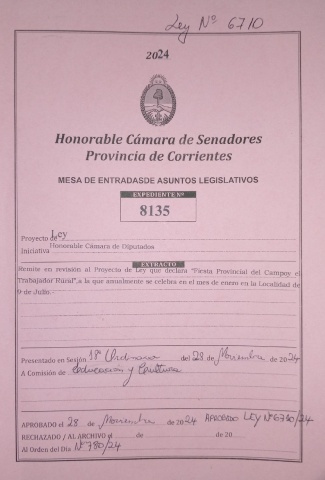 Ley Nº 6710
2024
Honorable Cámara de Senadores
Provincia de Corrientes
MESA DE ENTRADASDE ASUNTOS LEGISLATIVOS
EXPEDIENTE Nº
8135
Proyecto de Ley
Iniciativa Honorable Cámara de Diputados
EXTRACTO
Remite en revisión al Proyecto de Ley que declara "Fiesta Provincial del Campo y el
Trabajador Rural", a la que anualmente se celebra en el mes de enero en la Localidad de
9 de Julio.
Presentado en Sesión 18º Ordinaria del 28 de Noviembre de 2024
A Comisión de Educación y Cultura
APROBADO el 28 de Noviembre de 2024 APROBADO LEY Nº 6710/24
RECHAZADO / AL ARCHIVO el de de 20
Al Orden del Día Nº 780/24